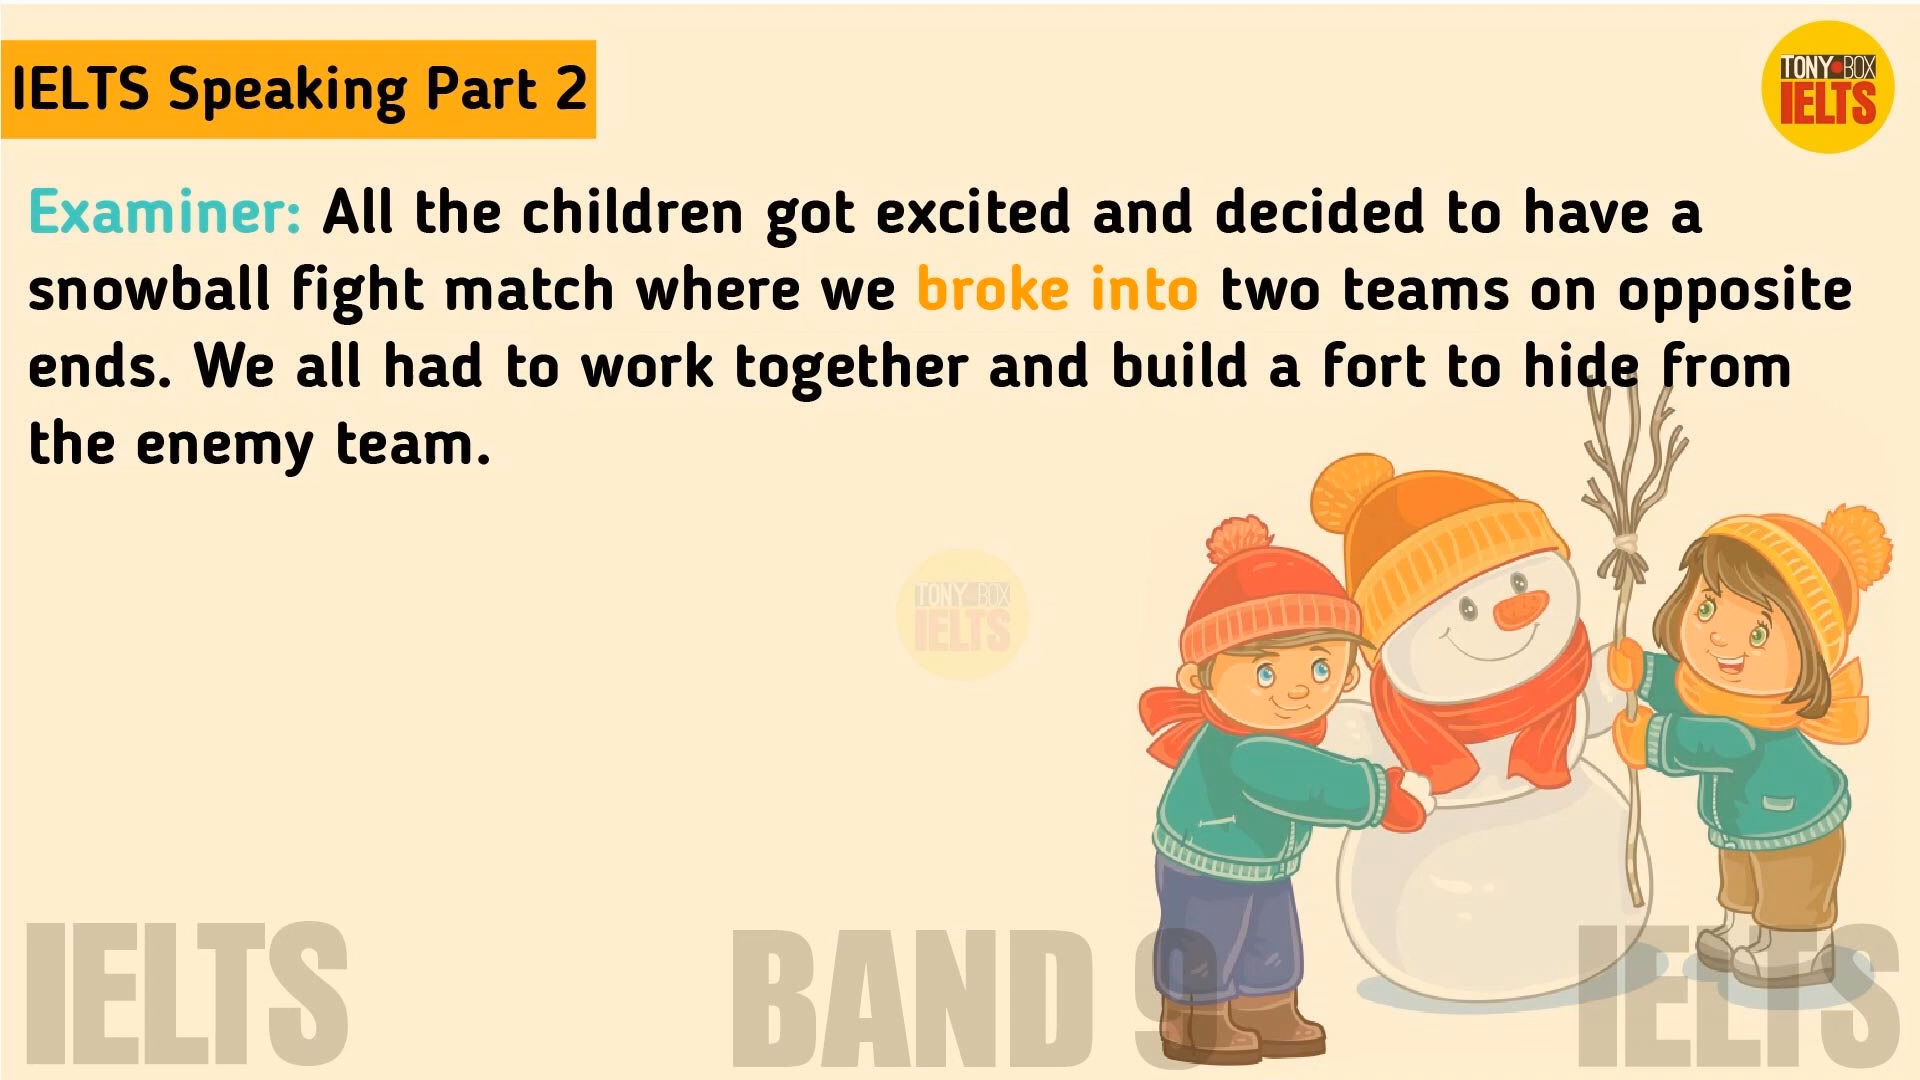 IELTS Speaking Part 2
TONY BOX
IELTS
Examiner: All the children got excited and decided to have a
snowball fight match where we broke into two teams on opposite
ends. We all had to work together and build a fort to hide from
the enemy team.
TONY BOX
IELTS
IELTS BAND 9 IELTS